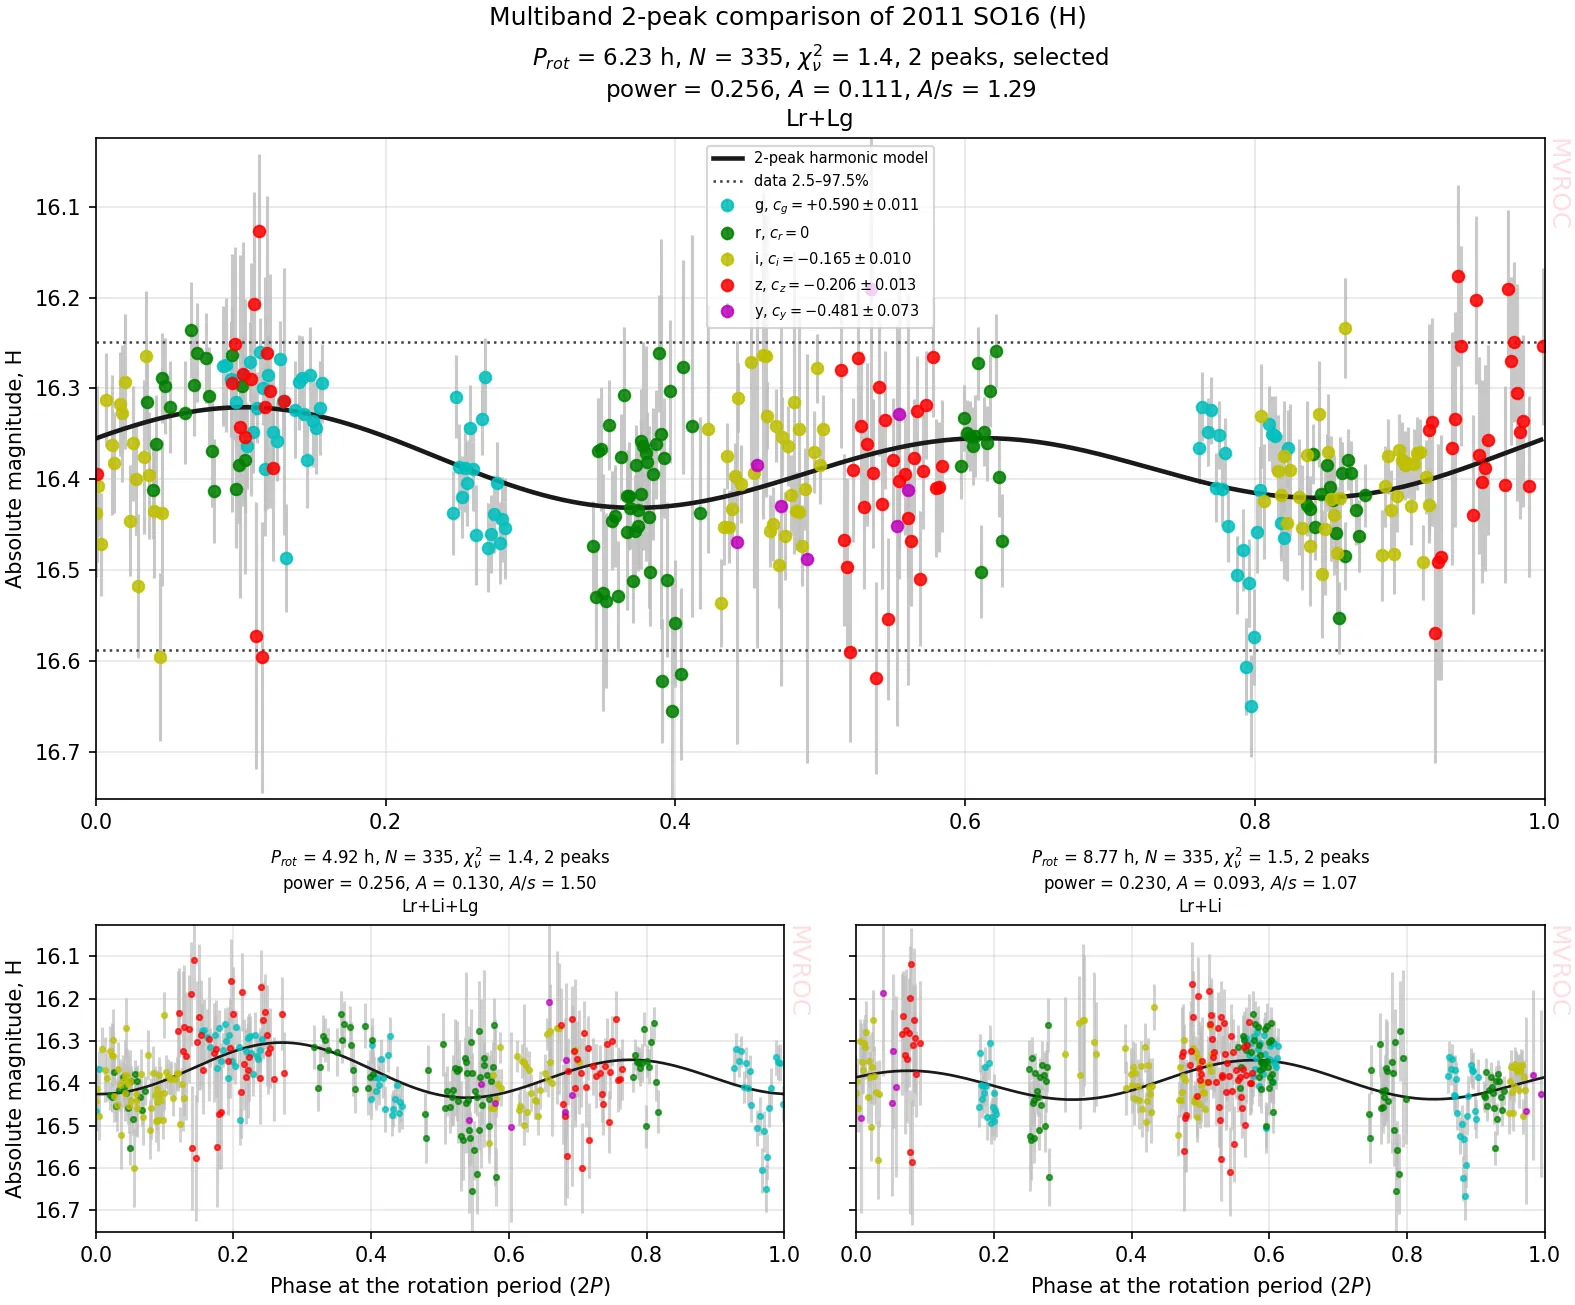 Multiband 2-peak comparison of 2011 SO16 (H)
P_rot = 6.23 h, N = 335, χ²_ν = 1.4, 2 peaks, selected
power = 0.256, A = 0.111, A/s = 1.29
Lr+Lg
MVROC
2-peak harmonic model
data 2.5–97.5%
g, c_g = +0.590 ± 0.011
r, c_r = 0
i, c_i = −0.165 ± 0.010
z, c_z = −0.206 ± 0.013
y, c_y = −0.481 ± 0.073
Absolute magnitude, H
16.1
16.2
16.3
16.4
16.5
16.6
16.7
0.0 0.2 0.4 0.6 0.8 1.0
P_rot = 4.92 h, N = 335, χ²_ν = 1.4, 2 peaks
power = 0.256, A = 0.130, A/s = 1.50
Lr+Li+Lg
MVROC
Absolute magnitude, H
16.1
16.2
16.3
16.4
16.5
16.6
16.7
0.0 0.2 0.4 0.6 0.8 1.0
Phase at the rotation period (2P)
P_rot = 8.77 h, N = 335, χ²_ν = 1.5, 2 peaks
power = 0.230, A = 0.093, A/s = 1.07
Lr+Li
MVROC
0.0 0.2 0.4 0.6 0.8 1.0
Phase at the rotation period (2P)